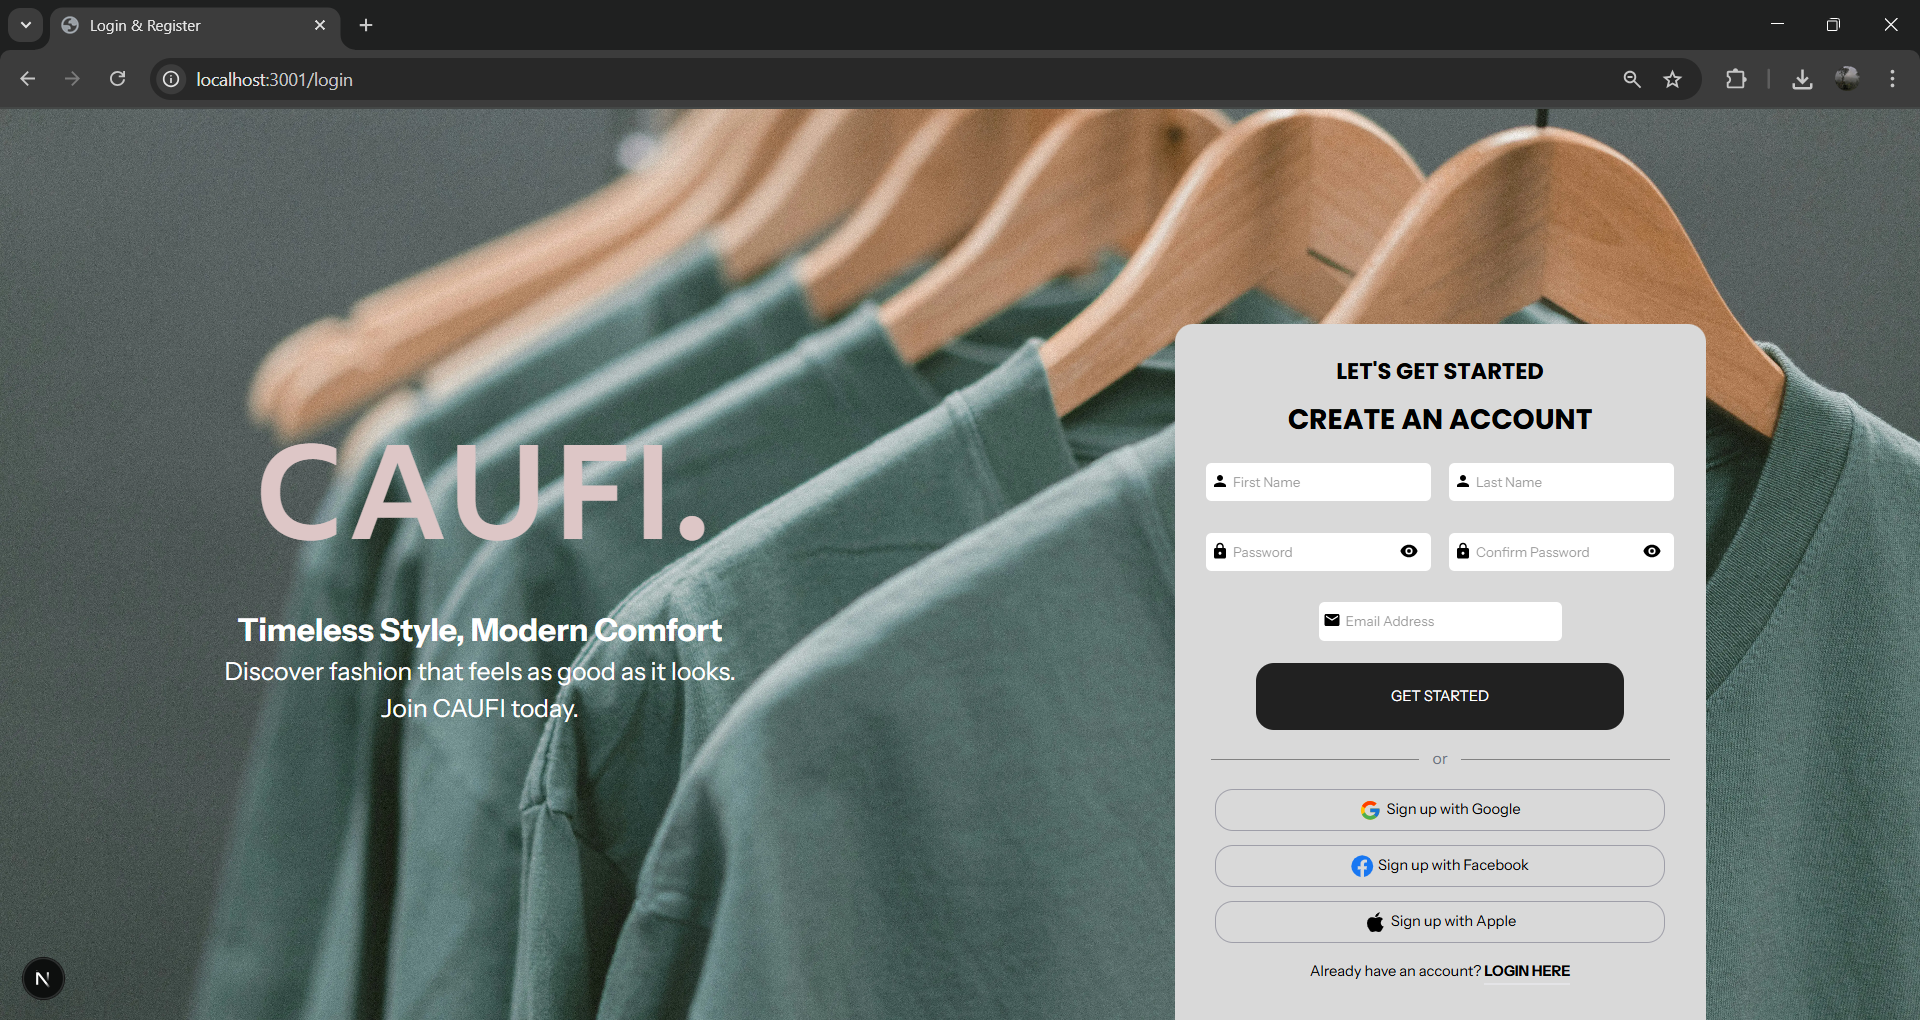 Login & Register
localhost:3001/login
CAUFI.
Timeless Style, Modern Comfort
Discover fashion that feels as good as it looks.
Join CAUFI today.
LET'S GET STARTED
CREATE AN ACCOUNT
First Name
Last Name
Password
Confirm Password
Email Address
GET STARTED
or
Sign up with Google
Sign up with Facebook
Sign up with Apple
Already have an account? LOGIN HERE
N